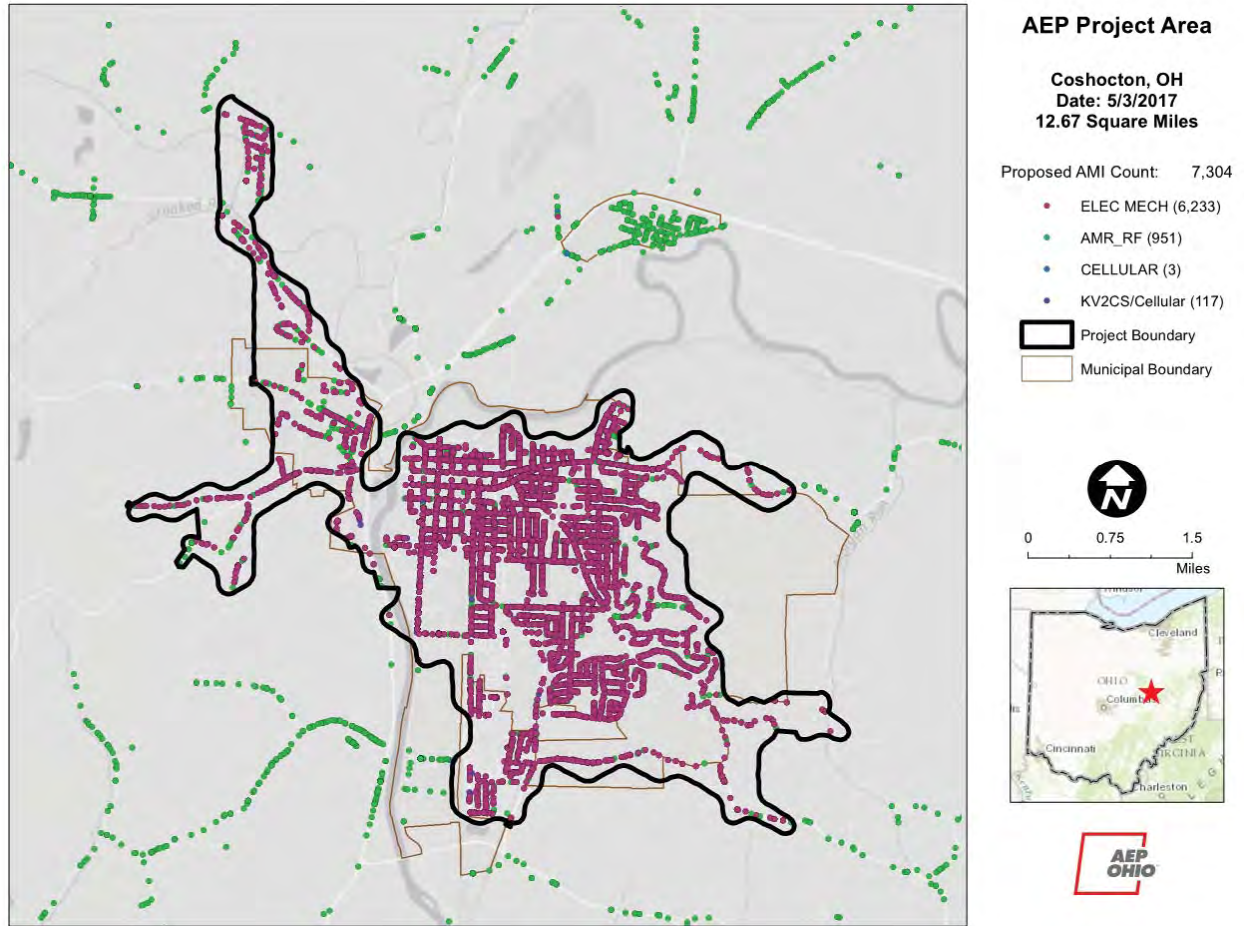 AEP Project Area
Coshocton, OH
Date: 5/3/2017
12.67 Square Miles
Proposed AMI Count: 7,304
ELEC MECH (6,233)
AMR_RF (951)
CELLULAR (3)
KV2CS/Cellular (117)
Project Boundary
Municipal Boundary
N
0 0.75 1.5
Miles
Cleveland
OHIO
Columbus
Cincinnati
VIRGINIA
Charleston
AEP
OHIO